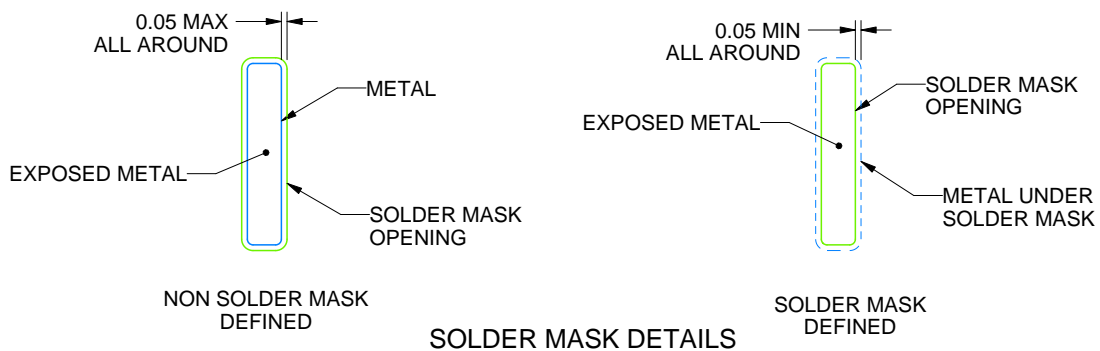 0.05 MAX
ALL AROUND
METAL
EXPOSED METAL
SOLDER MASK
OPENING
NON SOLDER MASK
DEFINED
0.05 MIN
ALL AROUND
SOLDER MASK
OPENING
EXPOSED METAL
METAL UNDER
SOLDER MASK
SOLDER MASK
DEFINED
SOLDER MASK DETAILS